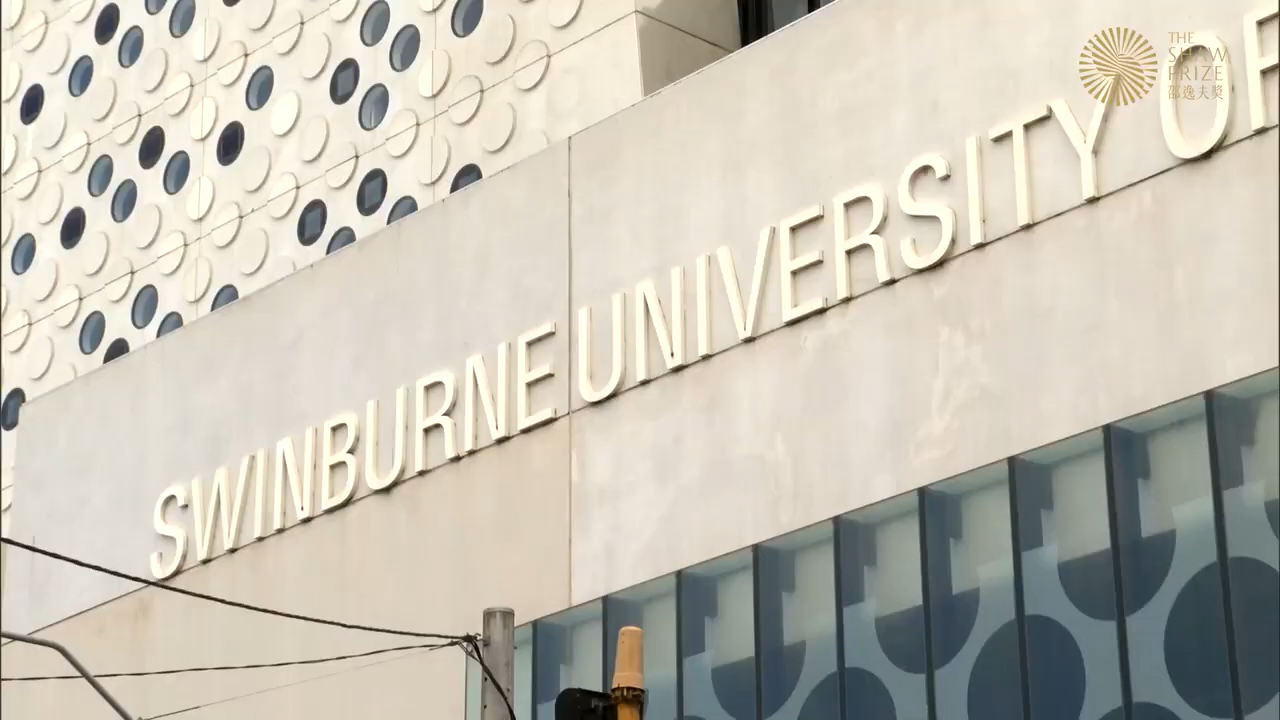 SWINBURNE UNIVERSITY OF
THE
SHAW
PRIZE
邵逸夫獎